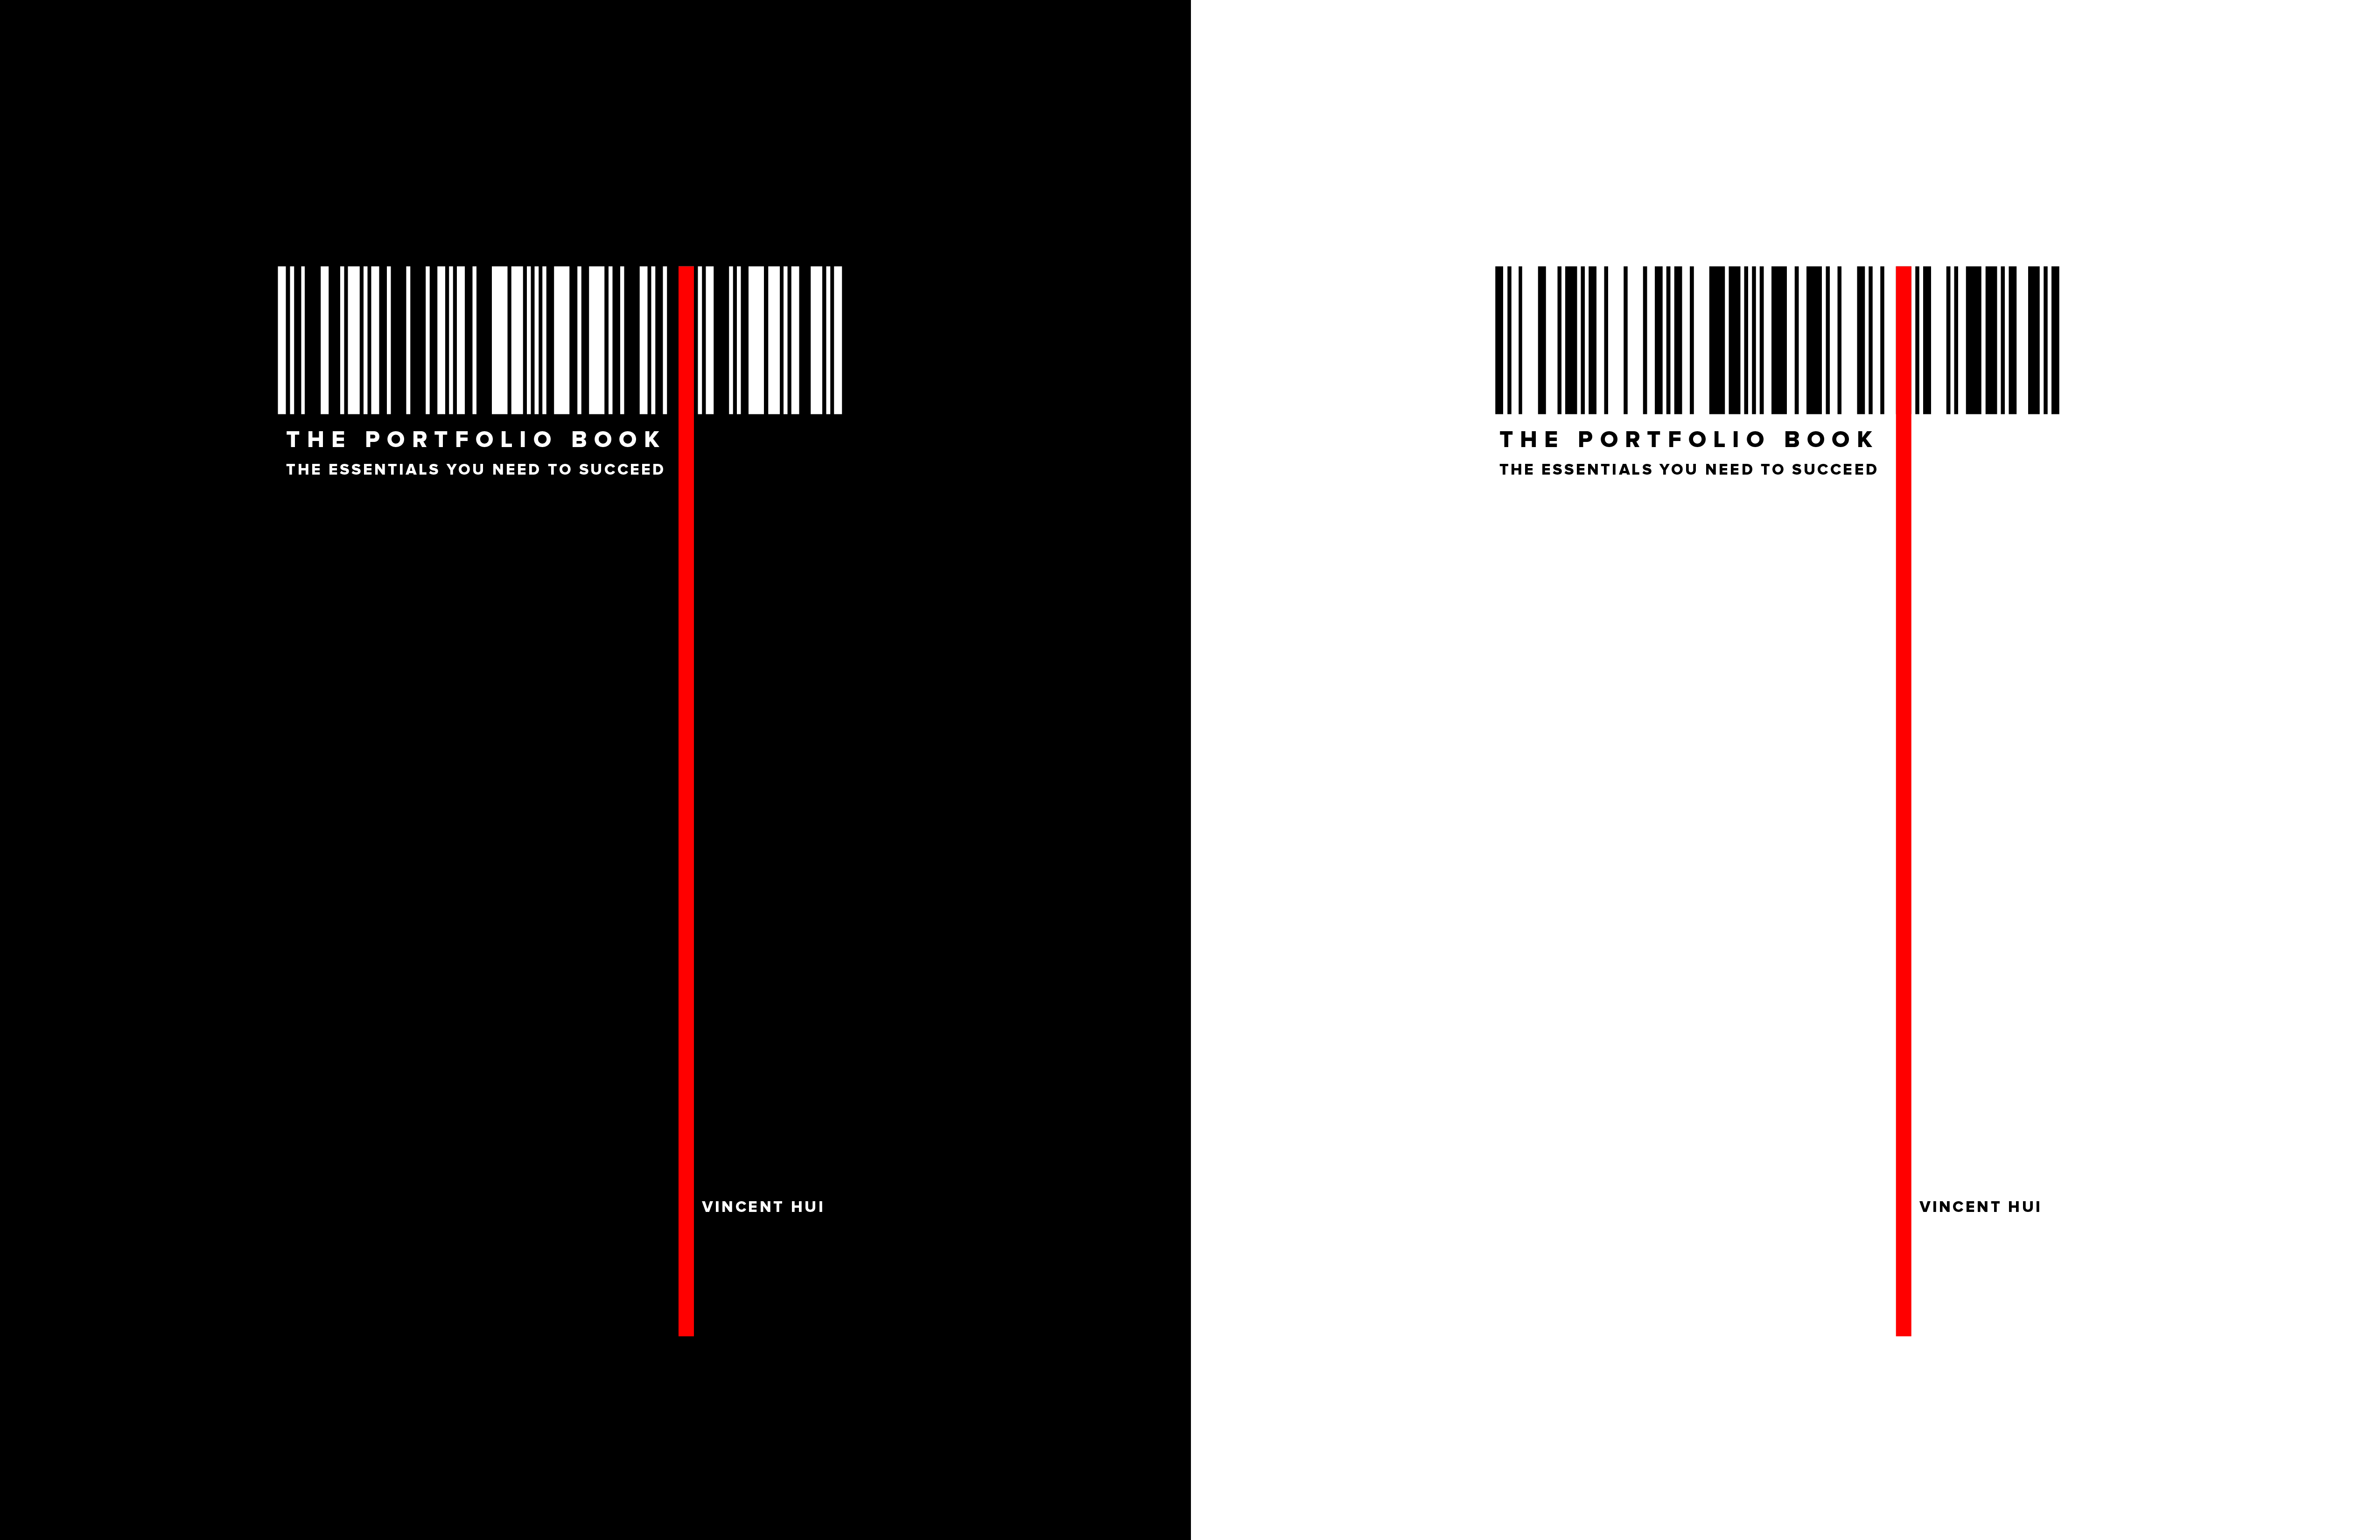 THE PORTFOLIO BOOK
THE ESSENTIALS YOU NEED TO SUCCEED
VINCENT HUI
THE PORTFOLIO BOOK
THE ESSENTIALS YOU NEED TO SUCCEED
VINCENT HUI